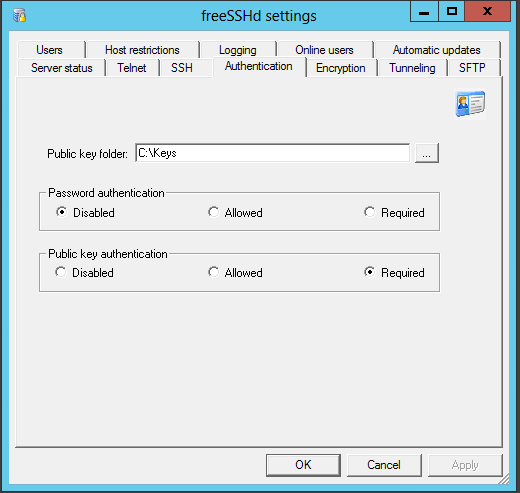 freeSSHd settings
Users Host restrictions Logging Online users Automatic updates
Server status Telnet SSH Authentication Encryption Tunneling SFTP
Public key folder: C:\Keys ...
Password authentication
Disabled Allowed Required
Public key authentication
Disabled Allowed Required
OK Cancel Apply